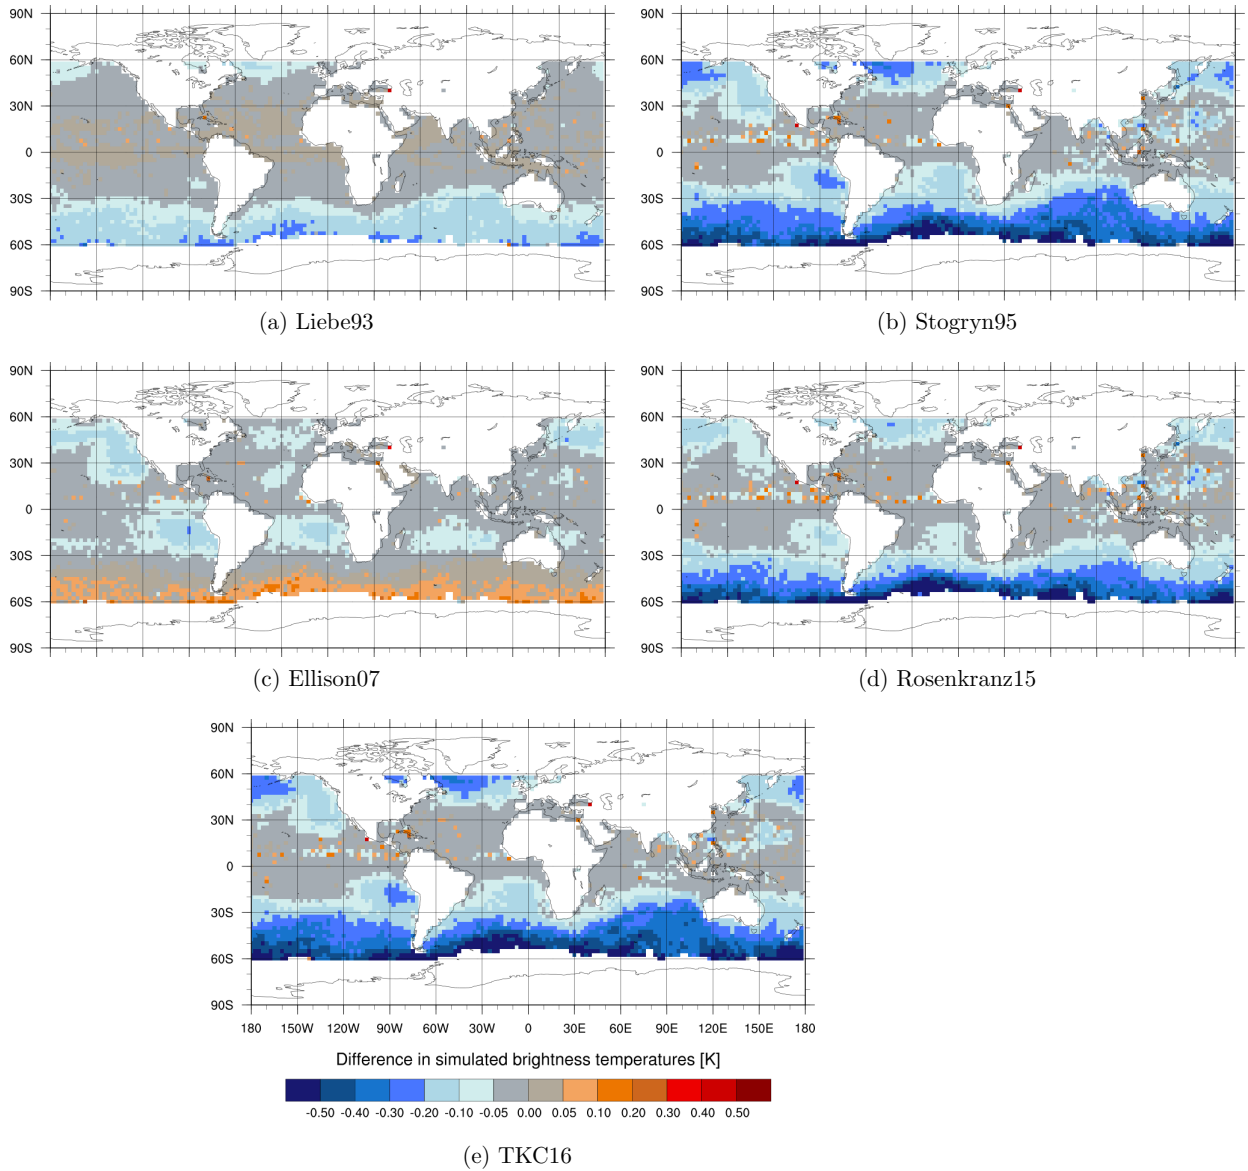 90N
60N
30N
0
30S
60S
90S
(a) Liebe93
90N
60N
30N
0
30S
60S
90S
(b) Stogryn95
90N
60N
30N
0
30S
60S
90S
(c) Ellison07
90N
60N
30N
0
30S
60S
90S
(d) Rosenkranz15
90N
60N
30N
0
30S
60S
90S
180 150W 120W 90W 60W 30W 0 30E 60E 90E 120E 150E 180
Difference in simulated brightness temperatures [K]
-0.50 -0.40 -0.30 -0.20 -0.10 -0.05 0.00 0.05 0.10 0.20 0.30 0.40 0.50
(e) TKC16